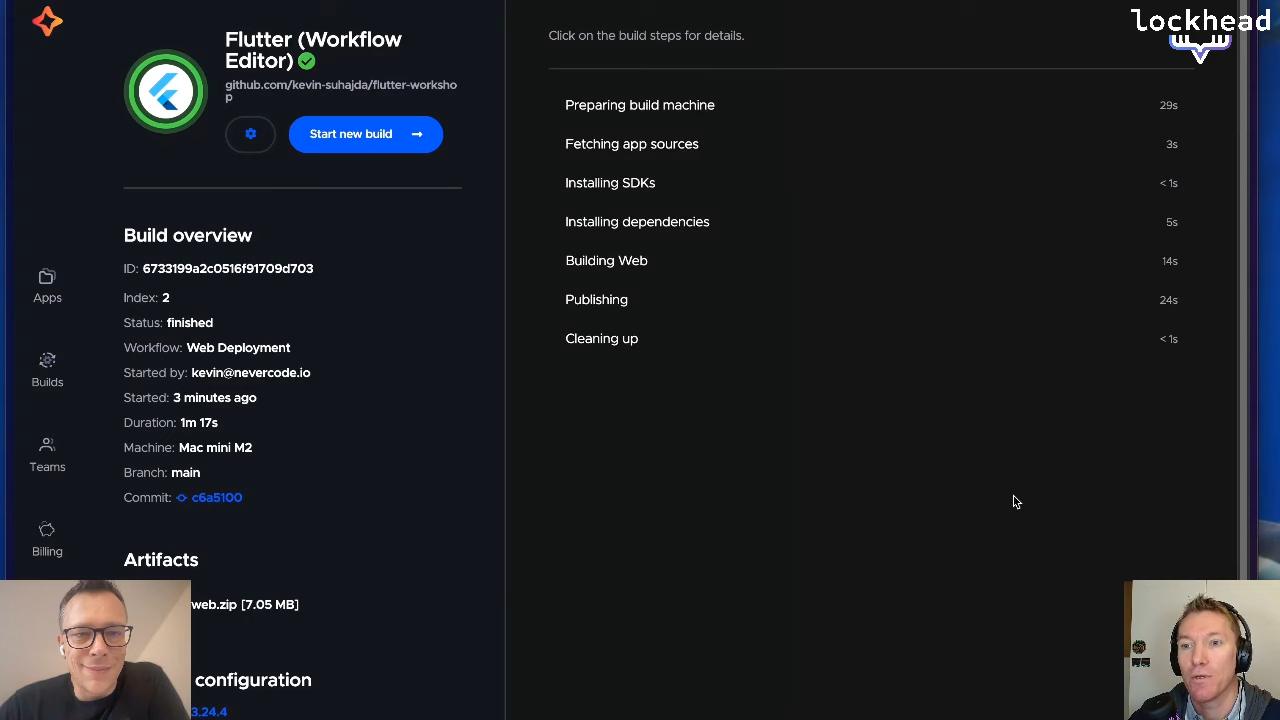 lockhead
Flutter (Workflow
Editor)
github.com/kevin-suhajda/flutter-worksho
p
Start new build →
Build overview
ID: 6733199a2c0516f91709d703
Index: 2
Status: finished
Workflow: Web Deployment
Started by: kevin@nevercode.io
Started: 3 minutes ago
Duration: 1m 17s
Machine: Mac mini M2
Branch: main
Commit: c6a5100
Artifacts
web.zip [7.05 MB]
configuration
3.24.4
Apps
Builds
Teams
Billing
Click on the build steps for details.
Preparing build machine 29s
Fetching app sources 3s
Installing SDKs < 1s
Installing dependencies 5s
Building Web 14s
Publishing 24s
Cleaning up < 1s